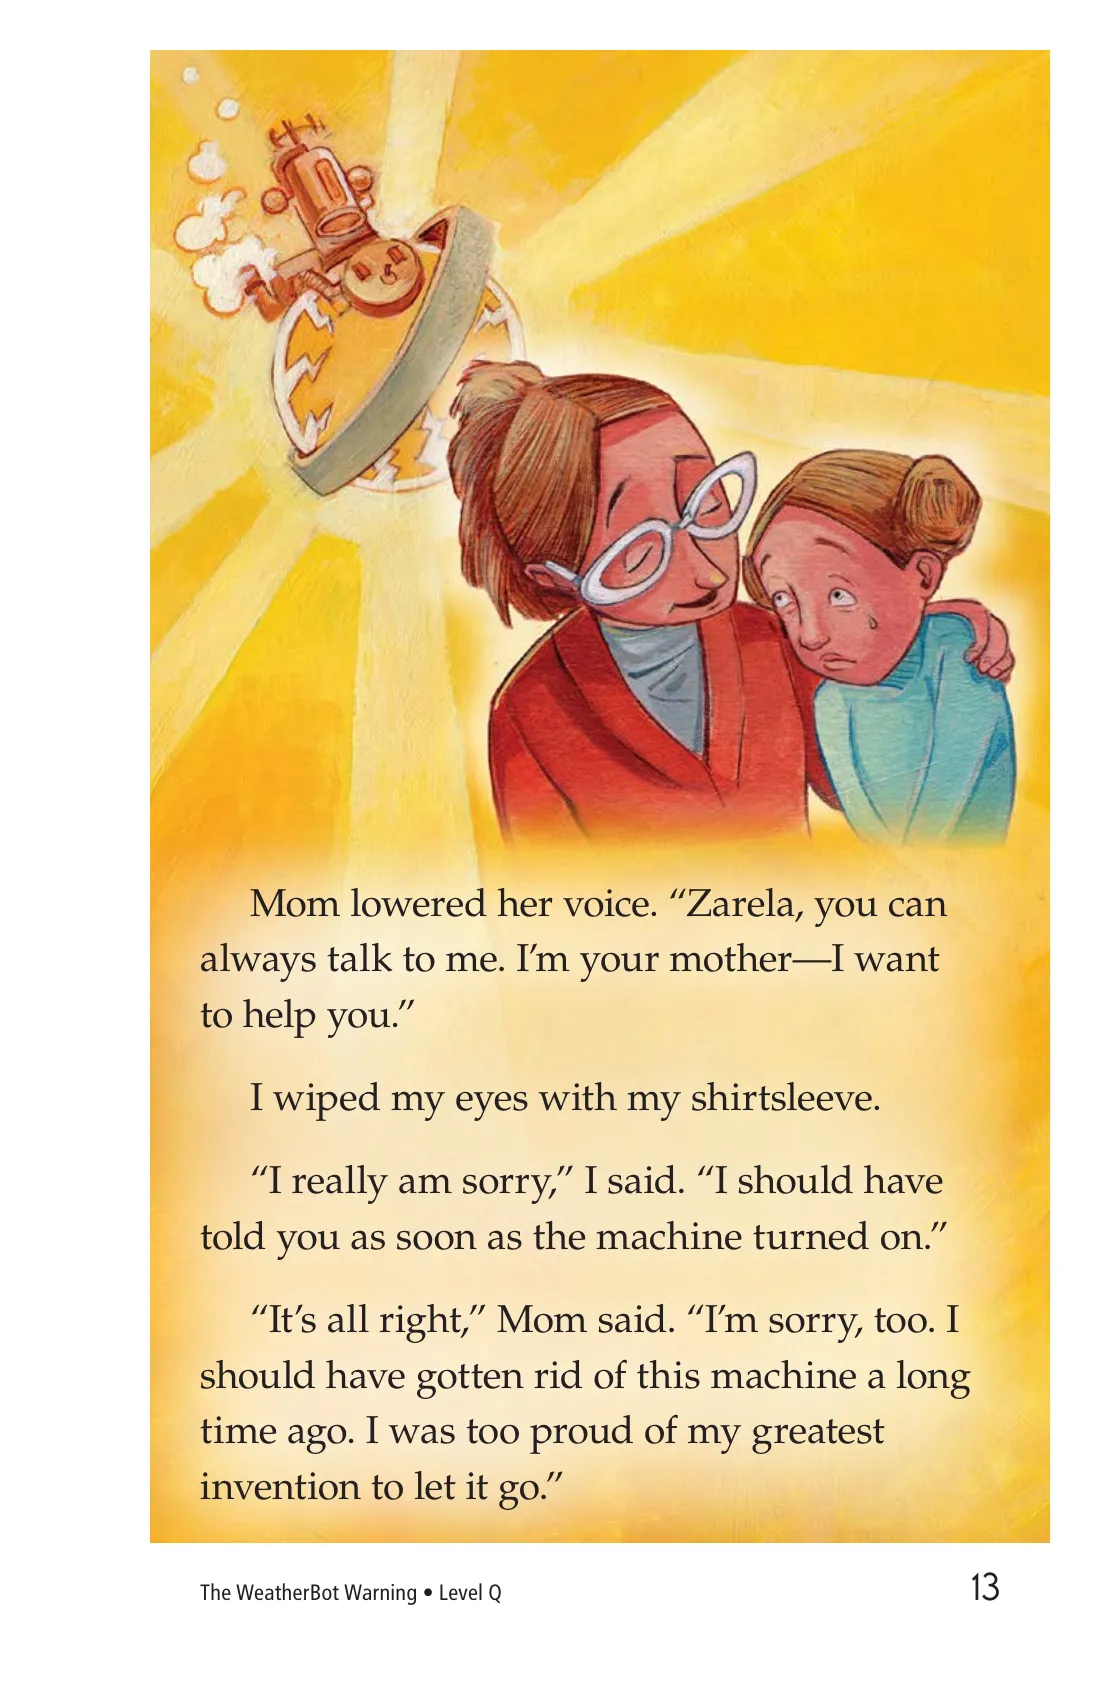 Mom lowered her voice. “Zarela, you can
always talk to me. I’m your mother—I want
to help you.”
I wiped my eyes with my shirtsleeve.
“I really am sorry,” I said. “I should have
told you as soon as the machine turned on.”
“It’s all right,” Mom said. “I’m sorry, too. I
should have gotten rid of this machine a long
time ago. I was too proud of my greatest
invention to let it go.”
The WeatherBot Warning • Level Q
13